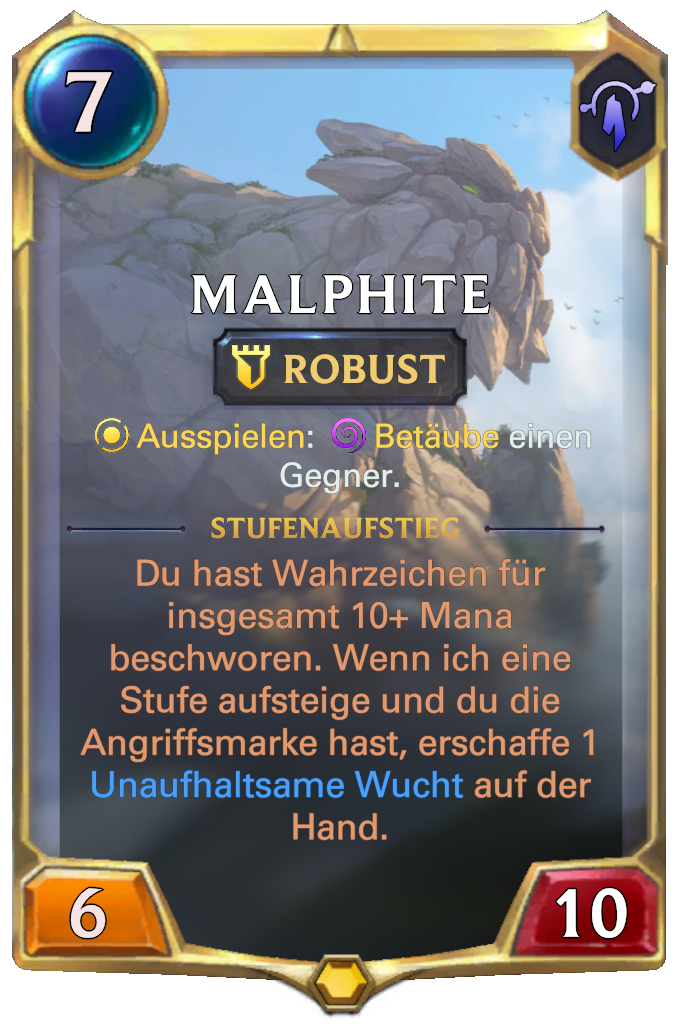 7
MALPHITE
ROBUST
Ausspielen: Betäube einen
Gegner.
STUFENAUFSTIEG
Du hast Wahrzeichen für
insgesamt 10+ Mana
beschworen. Wenn ich eine
Stufe aufsteige und du die
Angriffsmarke hast, erschaffe 1
Unaufhaltsame Wucht auf der
Hand.
6
10